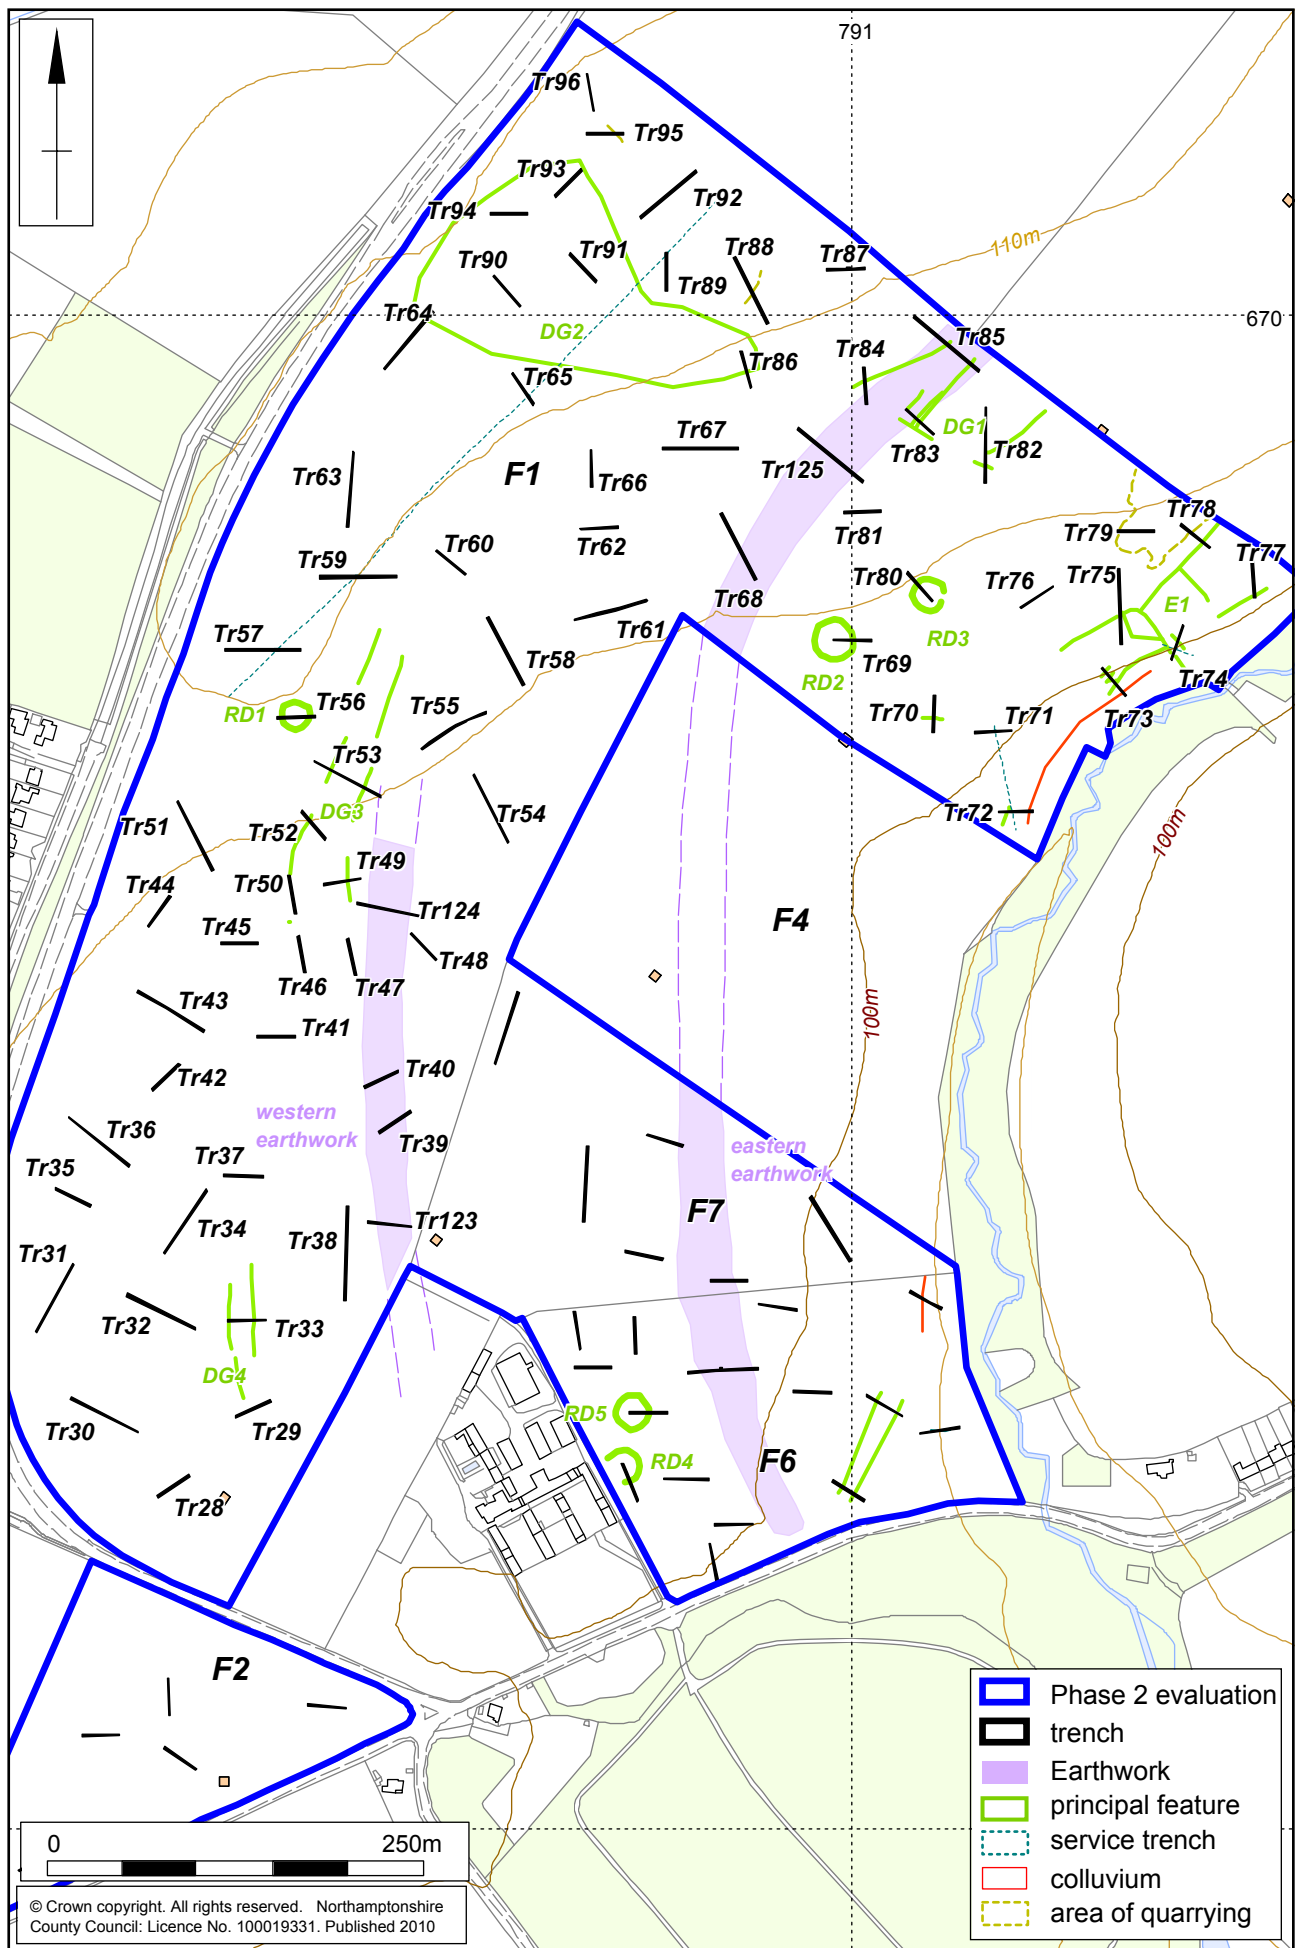 791
Tr96
Tr95
Tr93
Tr94
Tr92
Tr91
Tr90
Tr88
Tr87
110m
Tr89
Tr64
DG2
670
Tr85
Tr84
Tr86
Tr65
DG1
Tr67
Tr83
Tr82
Tr125
F1
Tr63
Tr66
Tr78
Tr81
Tr79
Tr62
Tr60
Tr59
Tr77
Tr80
Tr76
Tr75
Tr68
E1
Tr61
Tr57
RD3
Tr58
Tr69
RD2
Tr74
Tr56
RD1
Tr55
Tr70
Tr71
Tr73
Tr53
DG3
Tr54
Tr72
Tr51
Tr52
100m
Tr49
Tr50
Tr44
Tr124
F4
Tr45
Tr48
Tr46
Tr47
Tr43
100m
Tr41
Tr40
Tr42
western
earthwork
Tr36
Tr39
eastern
earthwork
Tr37
Tr35
F7
Tr34
Tr38
Tr123
Tr31
Tr32
Tr33
DG4
RD5
Tr30
Tr29
RD4
F6
Tr28
F2
Phase 2 evaluation
trench
Earthwork
principal feature
service trench
colluvium
area of quarrying
0 250m
© Crown copyright. All rights reserved. Northamptonshire
County Council: Licence No. 100019331. Published 2010